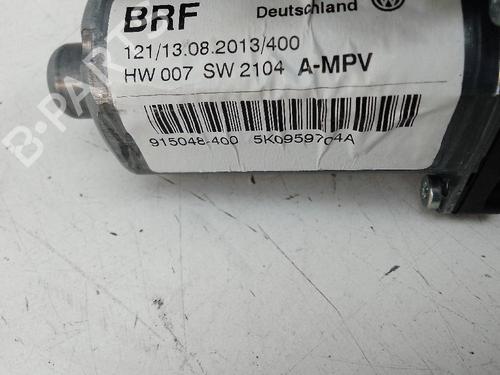 BRF Deutschland
121/13.08.2013/400
HW 007 SW 2104 A-MPV
915048-400 5K0959704A
B-PARTS